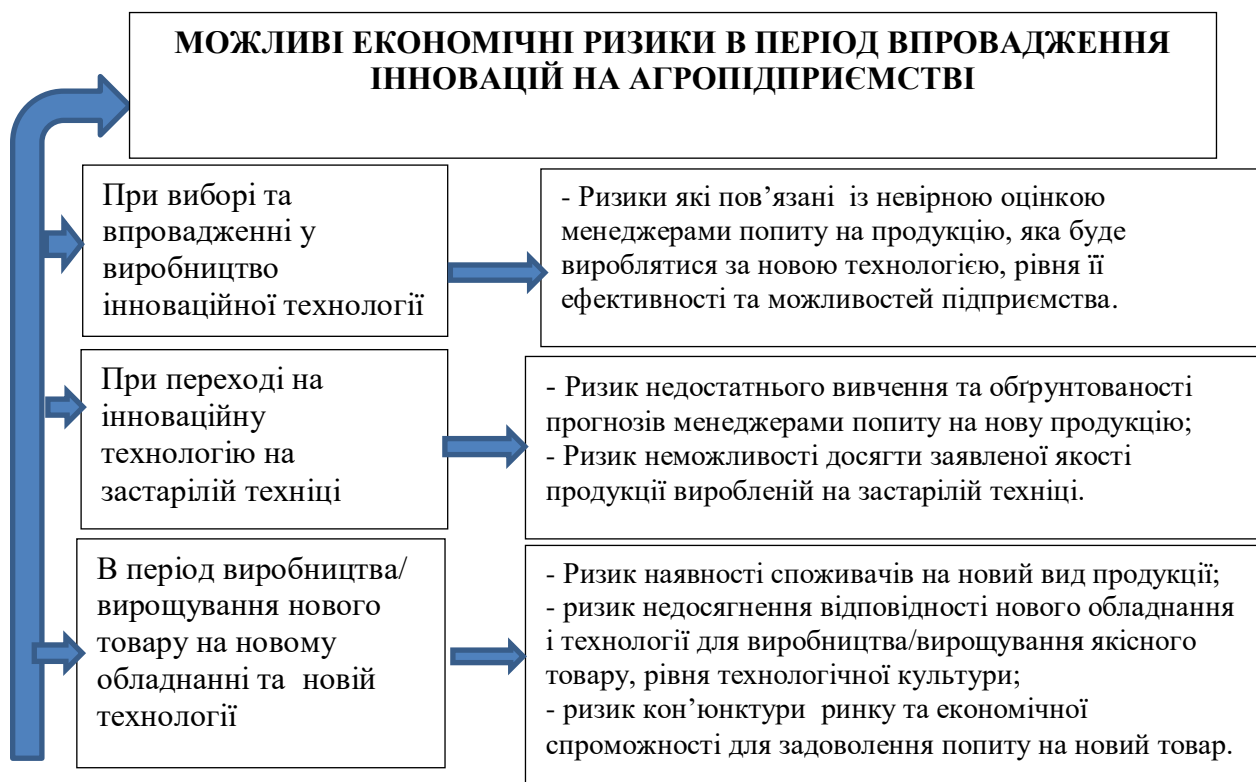 МОЖЛИВІ ЕКОНОМІЧНІ РИЗИКИ В ПЕРІОД ВПРОВАДЖЕННЯ
ІННОВАЦІЙ НА АГРОПІДПРИЄМСТВІ
При виборі та
впровадженні у
виробництво
інноваційної технології
- Ризики які пов’язані із невірною оцінкою
менеджерами попиту на продукцію, яка буде
вироблятися за новою технологією, рівня її
ефективності та можливостей підприємства.
При переході на
інноваційну
технологію на
застарілій техніці
- Ризик недостатнього вивчення та обґрунтованості
прогнозів менеджерами попиту на нову продукцію;
- Ризик неможливості досягти заявленої якості
продукції виробленій на застарілій техніці.
В період виробництва/
вирощування нового
товару на новому
обладнанні та новій
технології
- Ризик наявності споживачів на новий вид продукції;
- ризик недосягнення відповідності нового обладнання
і технології для виробництва/вирощування якісного
товару, рівня технологічної культури;
- ризик кон’юнктури ринку та економічної
спроможності для задоволення попиту на новий товар.